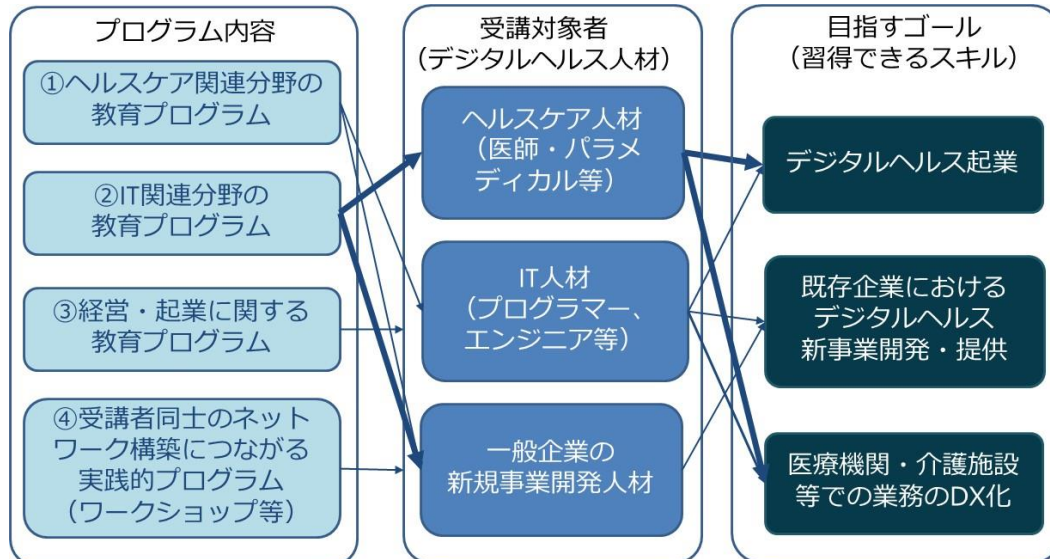 プログラム内容
①ヘルスケア関連分野の
教育プログラム
②IT関連分野の
教育プログラム
③経営・起業に関する
教育プログラム
④受講者同士のネット
ワーク構築につながる
実践的プログラム
（ワークショップ等）
受講対象者
（デジタルヘルス人材）
ヘルスケア人材
（医師・パラメ
ディカル等）
IT人材
（プログラマー、
エンジニア等）
一般企業の
新規事業開発人材
目指すゴール
（習得できるスキル）
デジタルヘルス起業
既存企業における
デジタルヘルス
新事業開発・提供
医療機関・介護施設
等での業務のDX化